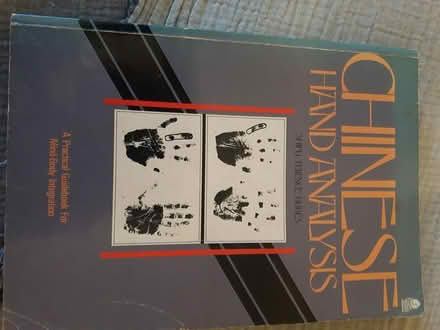 CHINESE
HAND ANALYSIS
A Practical Guidebook For
Mind-Body Integration